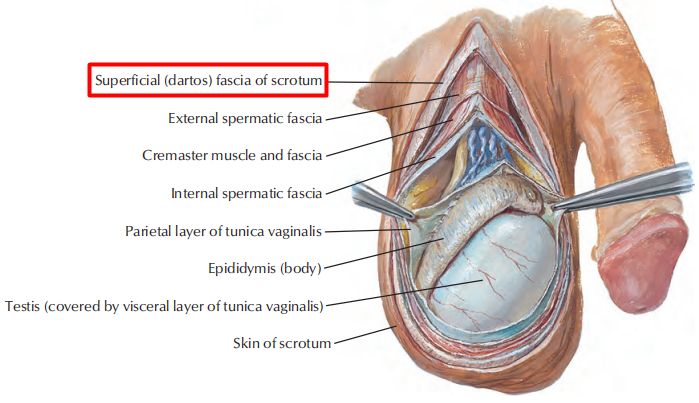 Superficial (dartos) fascia of scrotum
External spermatic fascia
Cremaster muscle and fascia
Internal spermatic fascia
Parietal layer of tunica vaginalis
Epididymis (body)
Testis (covered by visceral layer of tunica vaginalis)
Skin of scrotum